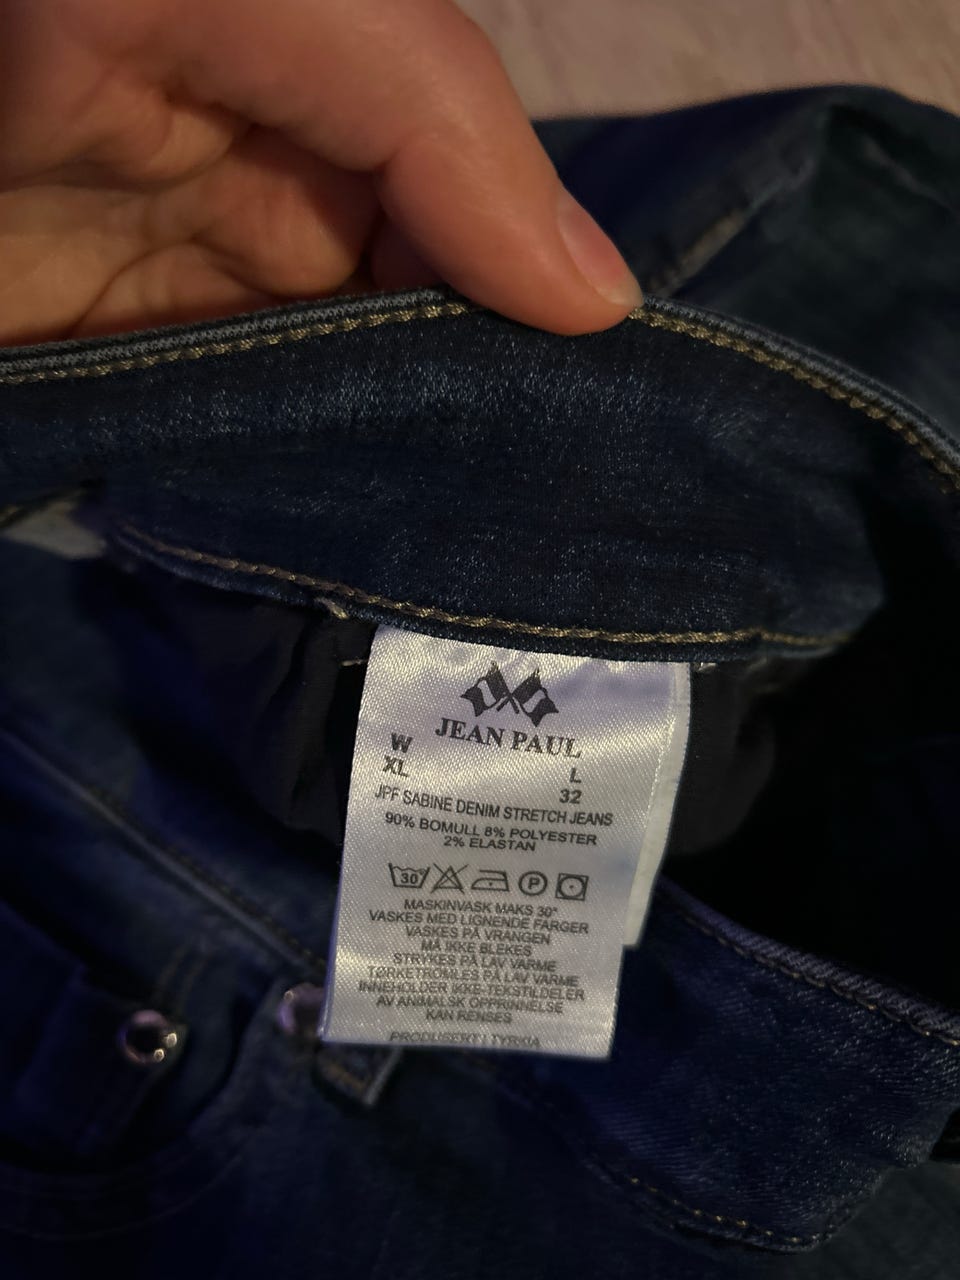 JEAN PAUL
W L
XL 32
JPF SABINE DENIM STRETCH JEANS
90% BOMULL 8% POLYESTER
2% ELASTAN
30 P
MASKINVASK MAKS 30°
VASKES MED LIGNENDE FARGER
VASKES PÅ VRANGEN
MÅ IKKE BLEKES
STRYKES PÅ LAV VARME
TØRKETROMLES PÅ LAV VARME
INNEHOLDER IKKE-TEKSTILDELER
AV ANIMALSK OPPRINNELSE
KAN RENSES
PRODUSERT I TYRKIA